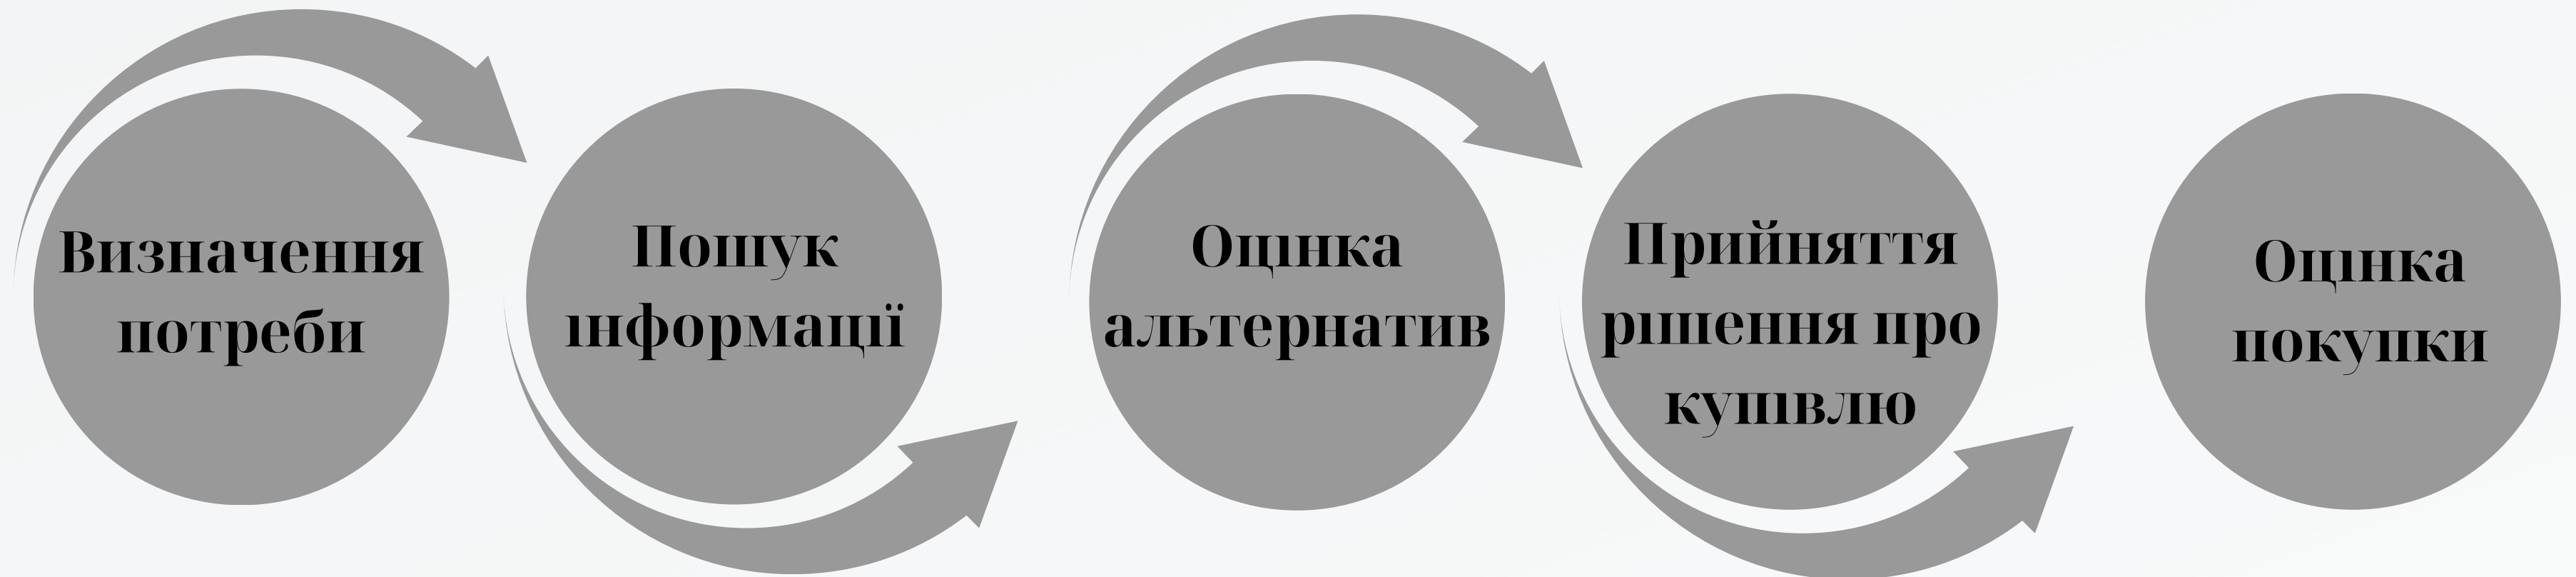 Визначення
потреби
Пошук
інформації
Оцінка
альтернатив
Прийняття
рішення про
купівлю
Оцінка
покупки